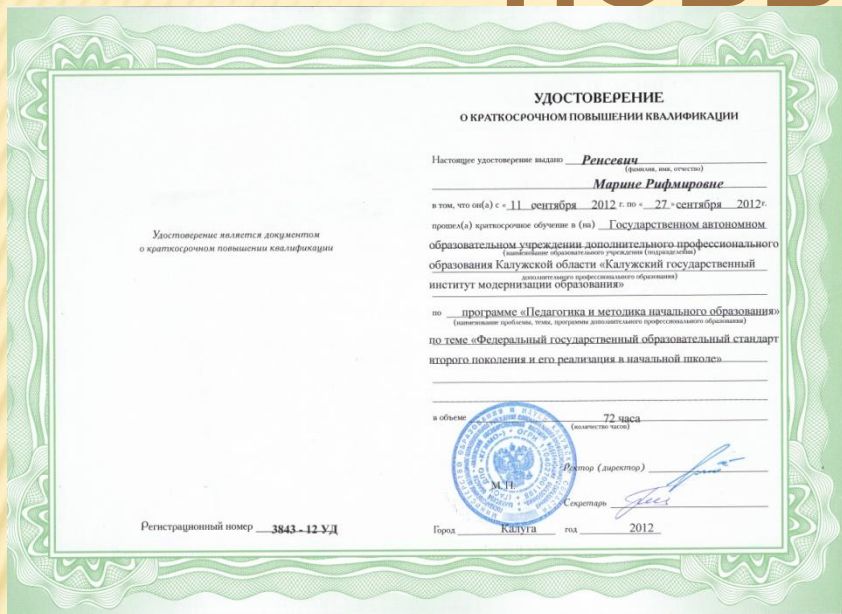 УДОСТОВЕРЕНИЕ
О КРАТКОСРОЧНОМ ПОВЫШЕНИИ КВАЛИФИКАЦИИ
Настоящее удостоверение выдано Ренсевич
(фамилия, имя, отчество)
Марине Рифмировне
в том, что он(а) с « 11 сентября 2012 г. по « 27 » сентября 2012г.
прошел(а) краткосрочное обучение в (на) Государственном автономном
образовательном учреждении дополнительного профессионального
(наименование образовательного учреждения (подразделения)
образования Калужской области «Калужский государственный
дополнительного профессионального образования)
институт модернизации образования»
по программе «Педагогика и методика начального образования»
(наименование проблемы, темы, программы дополнительного профессионального образования)
по теме «Федеральный государственный образовательный стандарт
второго поколения и его реализация в начальной школе»
в объеме 72 часа
(количество часов)
Ректор (директор)
М.П.
Секретарь
Город Калуга год 2012
Удостоверение является документом
о краткосрочном повышении квалификации
Регистрационный номер 3843 - 12 УД